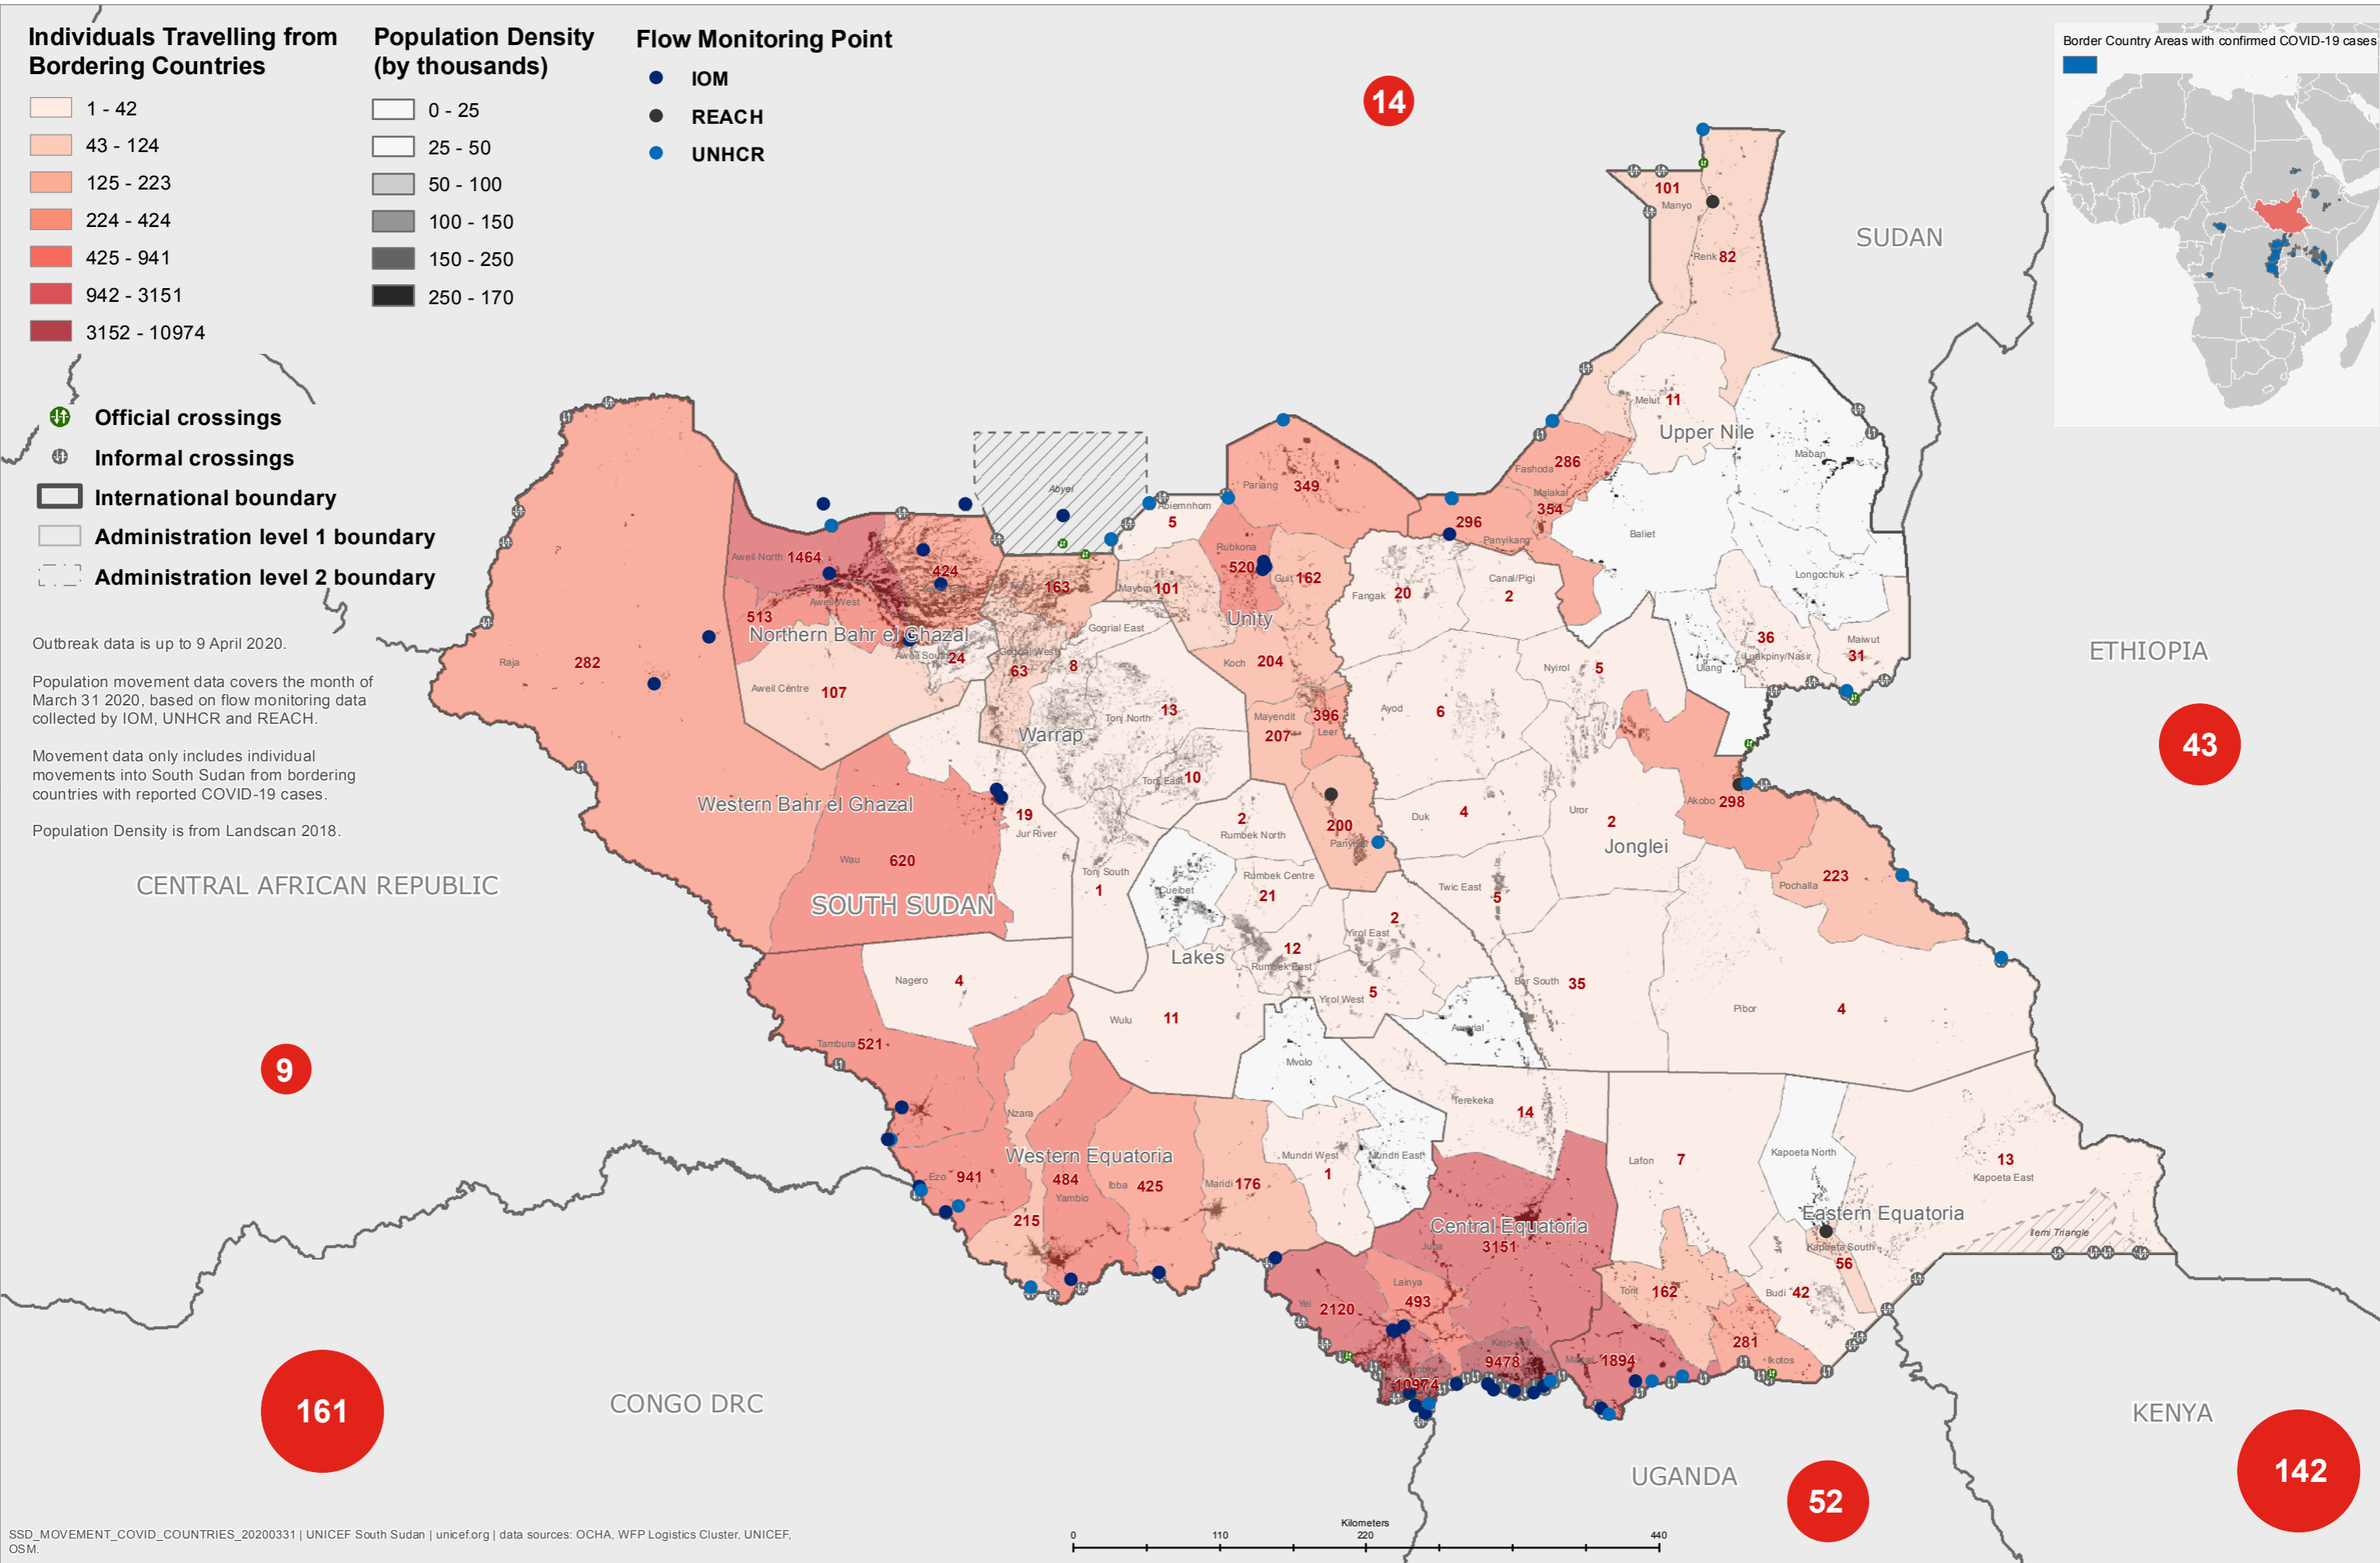 Individuals Travelling from
Bordering Countries
1 - 42
43 - 124
125 - 223
224 - 424
425 - 941
942 - 3151
3152 - 10974
Population Density
(by thousands)
0 - 25
25 - 50
50 - 100
100 - 150
150 - 250
250 - 170
Flow Monitoring Point
IOM
REACH
UNHCR
Official crossings
Informal crossings
International boundary
Administration level 1 boundary
Administration level 2 boundary
Outbreak data is up to 9 April 2020.
Population movement data covers the month of
March 31 2020, based on flow monitoring data
collected by IOM, UNHCR and REACH.
Movement data only includes individual
movements into South Sudan from bordering
countries with reported COVID-19 cases.
Population Density is from Landscan 2018.
Border Country Areas with confirmed COVID-19 cases
14
SUDAN
101
Manyo
Renk 82
Melut 11
Upper Nile
Maban
Fashoda 286
Malakal
354
296
Panyikang
Baliet
Longochuk
Pariang 349
Abyei
Abiemnhom
5
Rubkona
520
Guit 162
Unity
Mayom 101
163
Aweil North 1464
424
Aweil West
513
Northern Bahr el Ghazal
Aweil South
24
Aweil Centre 107
Raja 282
Gogrial East
8
Gogrial West
63
Warrap
Tonj North 13
Tonj East 10
Tonj South
1
Koch 204
Mayendit
207
396
Leer
Fangak 20
Canal/Pigi
2
Nyirol 5
Ulang
36
Luakpiny/Nasir
Maiwut
31
ETHIOPIA
43
Ayod 6
Duk 4
Uror 2
Jonglei
Akobo 298
Pochalla 223
Pibor 4
Twic East
5
Bor South 35
200
Panyijiar
2
Rumbek North
Rumbek Centre
21
Cueibet
Lakes
12
Rumbek East
2
Yirol East
Yirol West 5
Awerial
Wulu 11
Western Bahr el Ghazal
Wau 620
19
Jur River
SOUTH SUDAN
CENTRAL AFRICAN REPUBLIC
9
Nagero 4
Tambura 521
Ezo 941
Nzara
215
Western Equatoria
484
Yambio
Ibba 425
Maridi 176
Mvolo
Mundri West
1
Mundri East
Terekeka 14
Central Equatoria
Juba 3151
Lainya
493
Yei 2120
10974
Kajo-keji
9478
Magwi 1894
Lafon 7
Torit 162
281
Ikotos
Budi 42
Kapoeta North
Eastern Equatoria
Kapoeta South
56
13
Kapoeta East
Ilemi Triangle
161
CONGO DRC
UGANDA
52
KENYA
142
Kilometers
0 110 220 440
SSD_MOVEMENT_COVID_COUNTRIES_20200331 | UNICEF South Sudan | unicef.org | data sources: OCHA, WFP Logistics Cluster, UNICEF,
OSM.